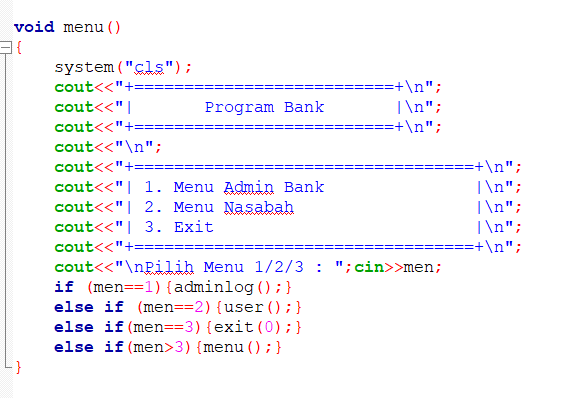 void menu()
{
    system("cls");
    cout<<"+==========================+\n";
    cout<<"|       Program Bank       |\n";
    cout<<"+==========================+\n";
    cout<<"\n";
    cout<<"+==================================+\n";
    cout<<"| 1. Menu Admin Bank               |\n";
    cout<<"| 2. Menu Nasabah                  |\n";
    cout<<"| 3. Exit                          |\n";
    cout<<"+==================================+\n";
    cout<<"\nPilih Menu 1/2/3 : ";cin>>men;
    if (men==1){adminlog();}
    else if (men==2){user();}
    else if(men==3){exit(0);}
    else if(men>3){menu();}
}